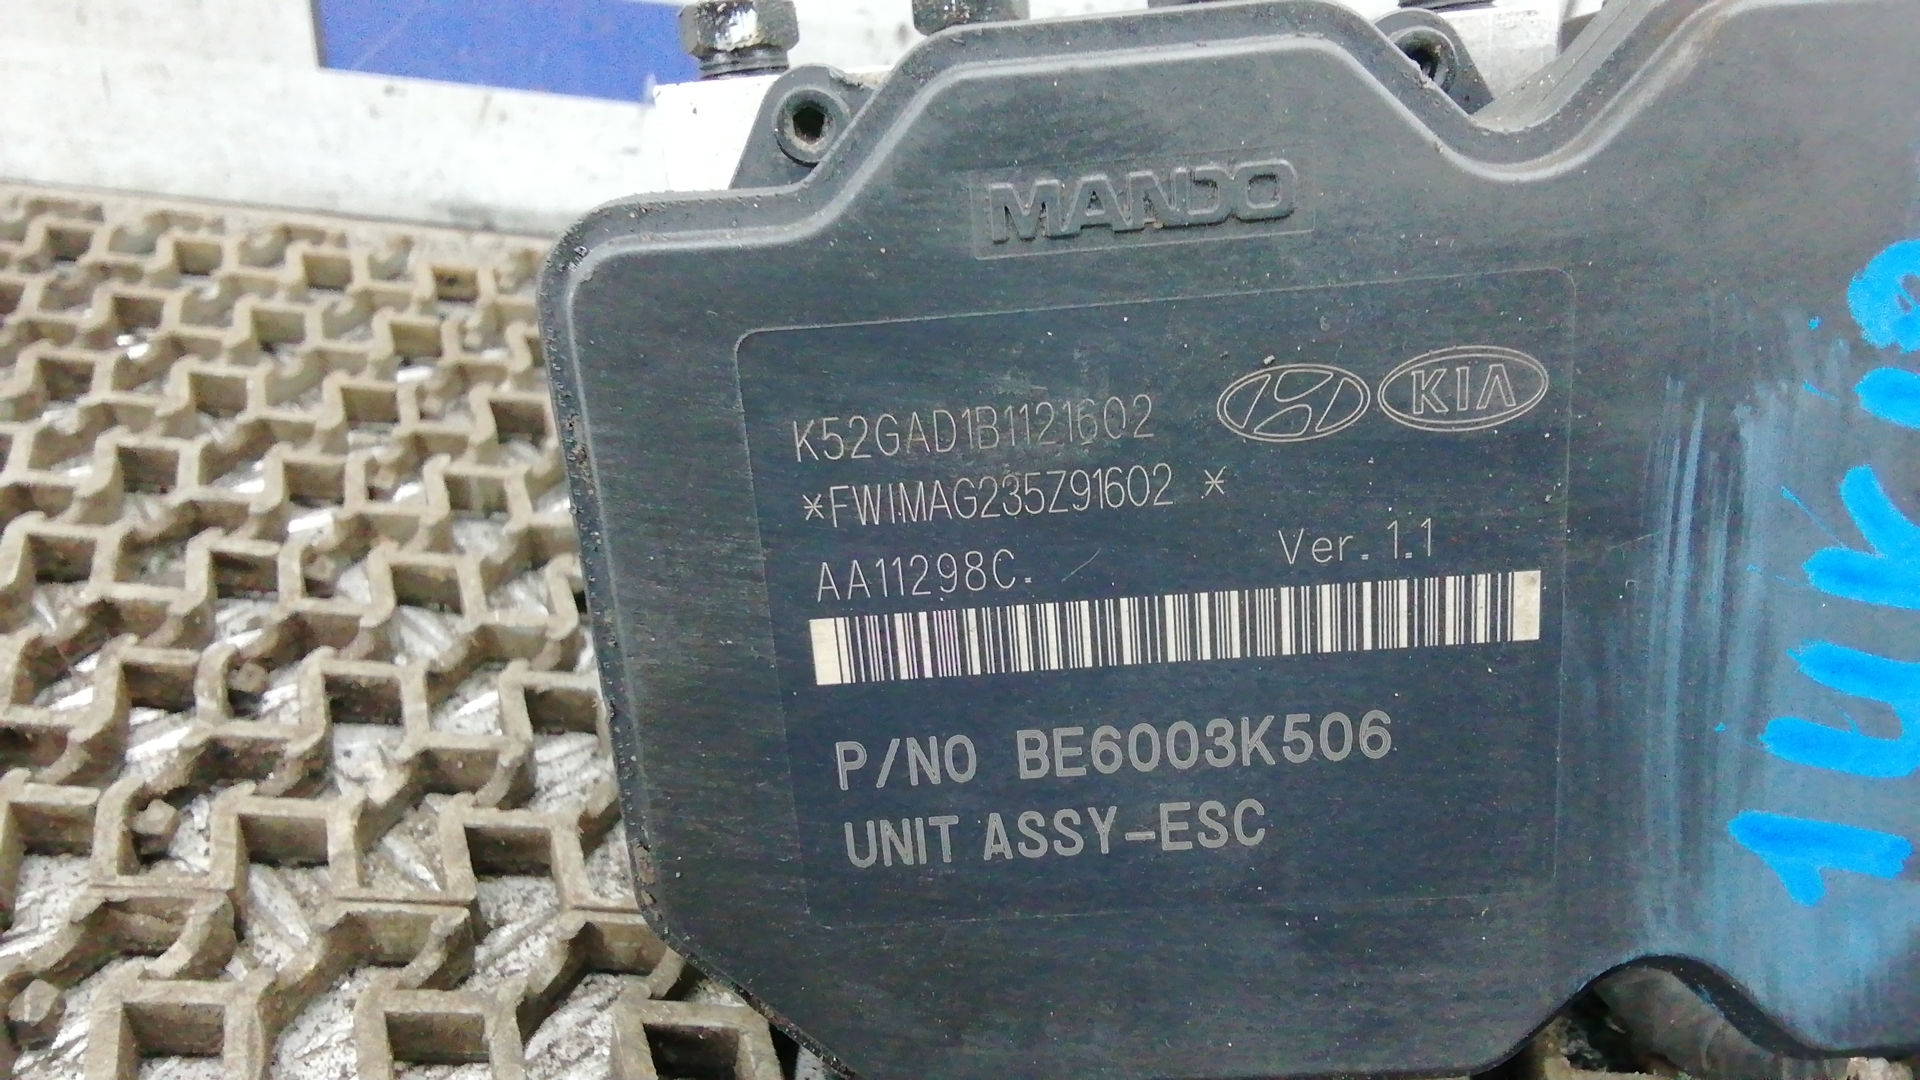 MANDO
K52GAD1B1121602
KIA
*FWIMAG235Z91602 *
AA11298C.
Ver. 1.1
P/NO BE6003K506
UNIT ASSY-ESC